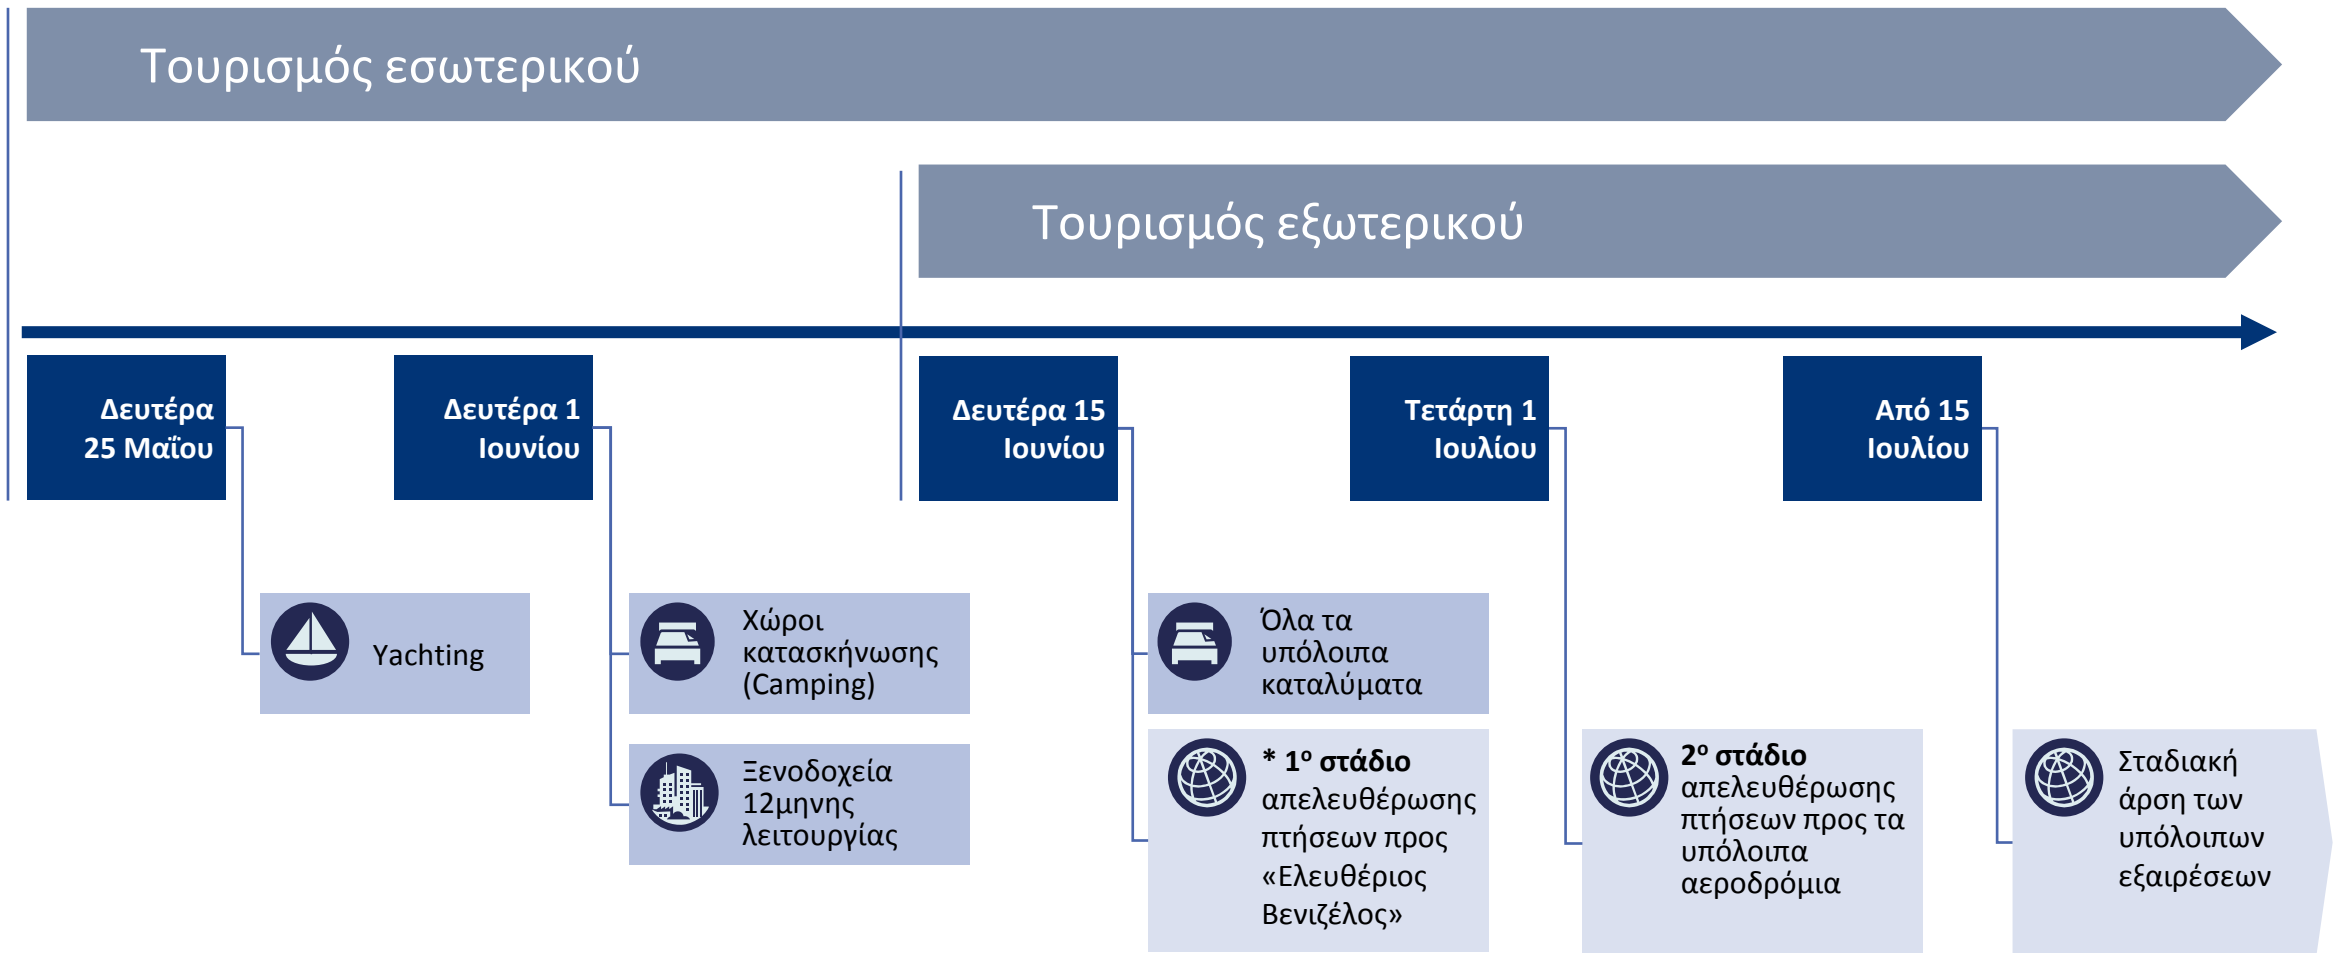 Τουρισμός εσωτερικού
Τουρισμός εξωτερικού
Δευτέρα
25 Μαΐου
Δευτέρα 1
Ιουνίου
Δευτέρα 15
Ιουνίου
Τετάρτη 1
Ιουλίου
Από 15
Ιουλίου
Yachting
Χώροι
κατασκήνωσης
(Camping)
Ξενοδοχεία
12μηνης
λειτουργίας
Όλα τα
υπόλοιπα
καταλύματα
* 1ο στάδιο
απελευθέρωσης
πτήσεων προς
«Ελευθέριος
Βενιζέλος»
2ο στάδιο
απελευθέρωσης
πτήσεων προς τα
υπόλοιπα
αεροδρόμια
Σταδιακή
άρση των
υπόλοιπων
εξαιρέσεων